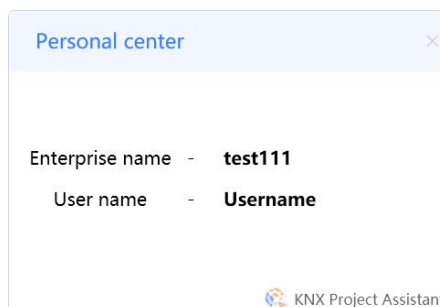 Personal center
Enterprise name - test111
User name - Username
KNX Project Assistan